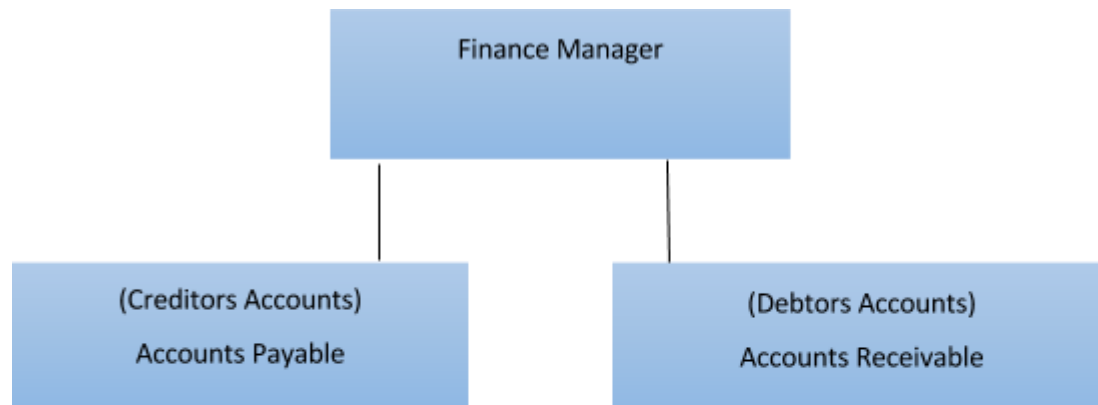 Finance Manager
(Creditors Accounts)
Accounts Payable
(Debtors Accounts)
Accounts Receivable